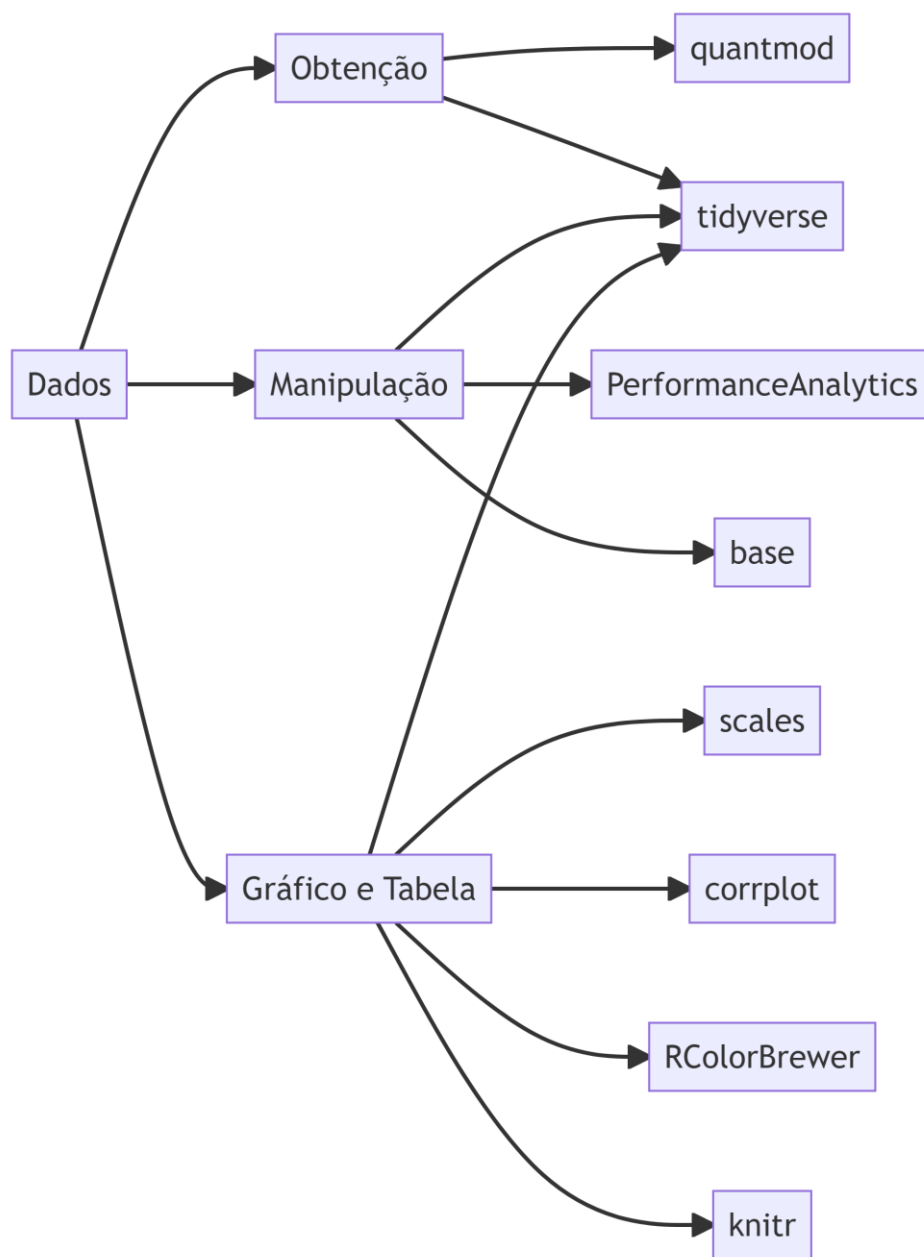 Obtenção
quantmod
tidyverse
Dados
Manipulação
PerformanceAnalytics
base
scales
Gráfico e Tabela
corrplot
RColorBrewer
knitr